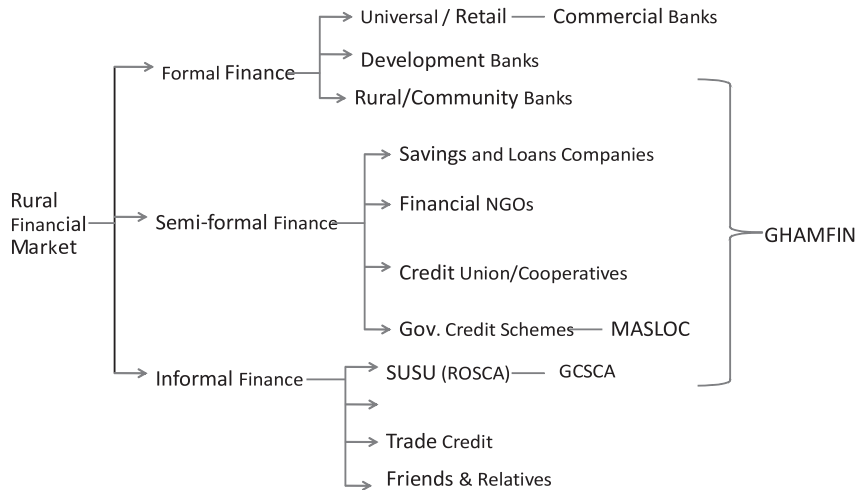 Universal / Retail Commercial Banks
Formal Finance
Development Banks
Rural/Community Banks
Savings and Loans Companies
Rural
Financial
Market
Semi-formal Finance
Financial NGOs
GHAMFIN
Credit Union/Cooperatives
Gov. Credit Schemes MASLOC
Informal Finance
SUSU (ROSCA) GCSCA
Trade Credit
Friends & Relatives